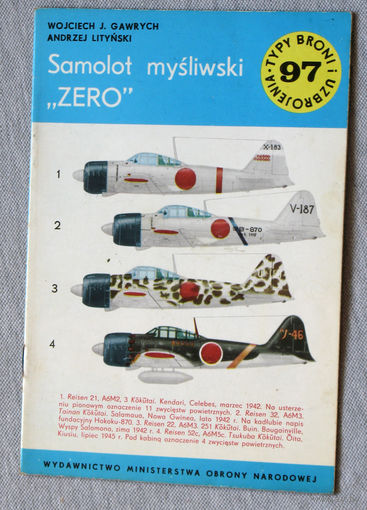 WOJCIECH J. GAWRYCH
ANDRZEJ LITYŃSKI
Samolot myśliwski
„ZERO”
TYPY BRONI i UZBROJENIA
97
X-183
1
V-187
2
-870
3
4
-46
1. Reisen 21, A6M2, 3 Kōkūtai. Kendari, Celebes, marzec 1942. Na usterze-
niu pionowym oznaczenie 11 zwycięstw powietrznych. 2. Reisen 32, A6M3.
Tainan Kōkūtai, Salamaua, Nowa Gwinea, lato 1942 r. Na kadłubie napis
fundacyjny Hokoku-870. 3. Reisen 22, A6M3. 251 Kōkūtai. Buin. Bougainville,
Wyspy Salomona, zima 1942 r. 4. Reisen 52c, A6M5c. Tsukuba Kōkūtai. Ōita,
Kiusiu, lipiec 1945 r. Pod kabiną oznaczenie 4 zwycięstw powietrznych.
WYDAWNICTWO MINISTERSTWA OBRONY NARODOWEJ